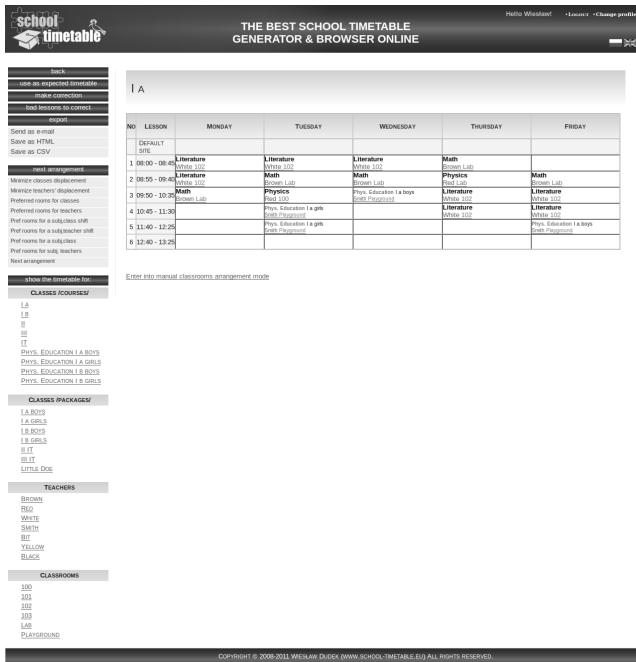 school
timetable
THE BEST SCHOOL TIMETABLE
GENERATOR & BROWSER ONLINE
Hello Wiesław! •Logout •Change profile
back
use as expected timetable
make correction
bad lessons to correct
export
Send as e-mail
Save as HTML
Save as CSV
next arrangement
Minimize classes displacement
Minimize teachers' displacement
Preferred rooms for classes
Preferred rooms for teachers
Pref rooms for a subj,class shift
Pref rooms for a subj,teacher shift
Pref rooms for a subj,class
Pref rooms for subj, teachers
Next arrangement
show the timetable for:
Classes /courses/
I A
I B
II
III
IT
Phys. Education I a boys
Phys. Education I a girls
Phys. Education I b boys
Phys. Education I b girls
Classes /packages/
I a boys
I a girls
I b boys
I b girls
II IT
III IT
Little Doe
Teachers
Brown
Red
White
Smith
Bit
Yellow
Black
Classrooms
100
101
102
103
Lab
Playground
I A
No Lesson Monday Tuesday Wednesday Thursday Friday
Default
site
1 08:00 - 08:45 Literature Literature Literature Math
White 102 White 102 White 102 Brown Lab
2 08:55 - 09:40 Literature Math Math Physics Math
White 102 Brown Lab Brown Lab Red Lab Brown Lab
3 09:50 - 10:35 Math Physics Phys. Education I a boys Literature Literature
Brown Lab Red 100 Smith Playground White 102 White 102
4 10:45 - 11:30 Phys. Education I a girls Literature Literature
Smith Playground White 102 White 102
5 11:40 - 12:25 Phys. Education I a girls Phys. Education I a boys
Smith Playground Smith Playground
6 12:40 - 13:25
Enter into manual classrooms arrangement mode
Copyright © 2008-2011 Wiesław Dudek (www.school-timetable.eu) All rights reserved.